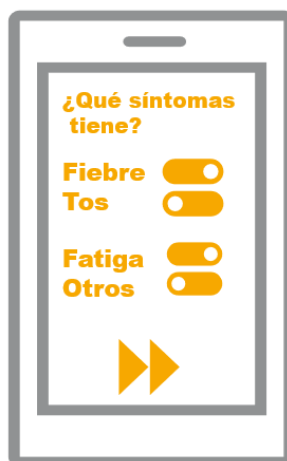 ¿Qué síntomas
tiene?
Fiebre
Tos
Fatiga
Otros